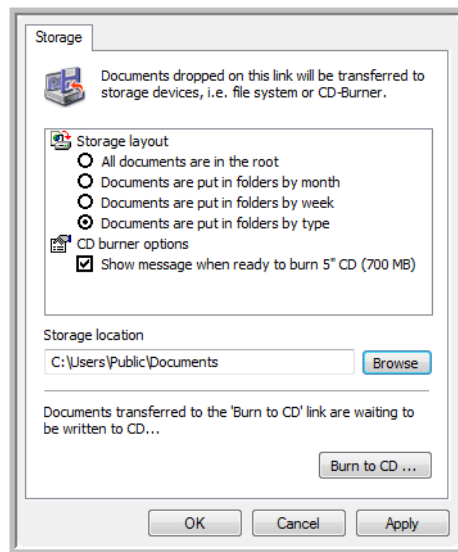 Storage
Documents dropped on this link will be transferred to
storage devices, i.e. file system or CD-Burner.
Storage layout
All documents are in the root
Documents are put in folders by month
Documents are put in folders by week
Documents are put in folders by type
CD burner options
Show message when ready to burn 5" CD (700 MB)
Storage location
C:\Users\Public\Documents
Browse
Documents transferred to the 'Burn to CD' link are waiting to
be written to CD...
Burn to CD ...
OK
Cancel
Apply